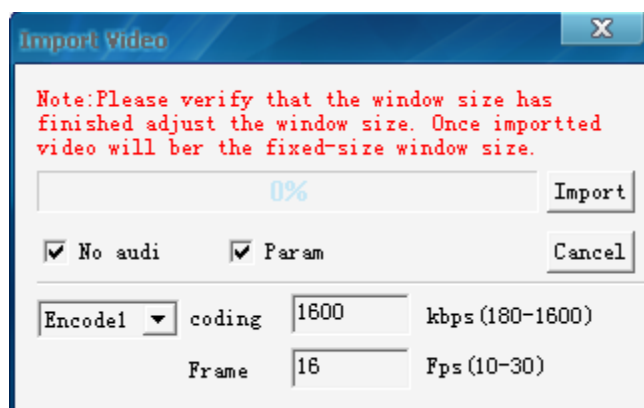 Import Video
Note:Please verify that the window size has
finished adjust the window size. Once importted
video will ber the fixed-size window size.
0%
Import
No audi
Param
Cancel
Encode1
coding
1600
kbps(180-1600)
Frame
16
Fps(10-30)